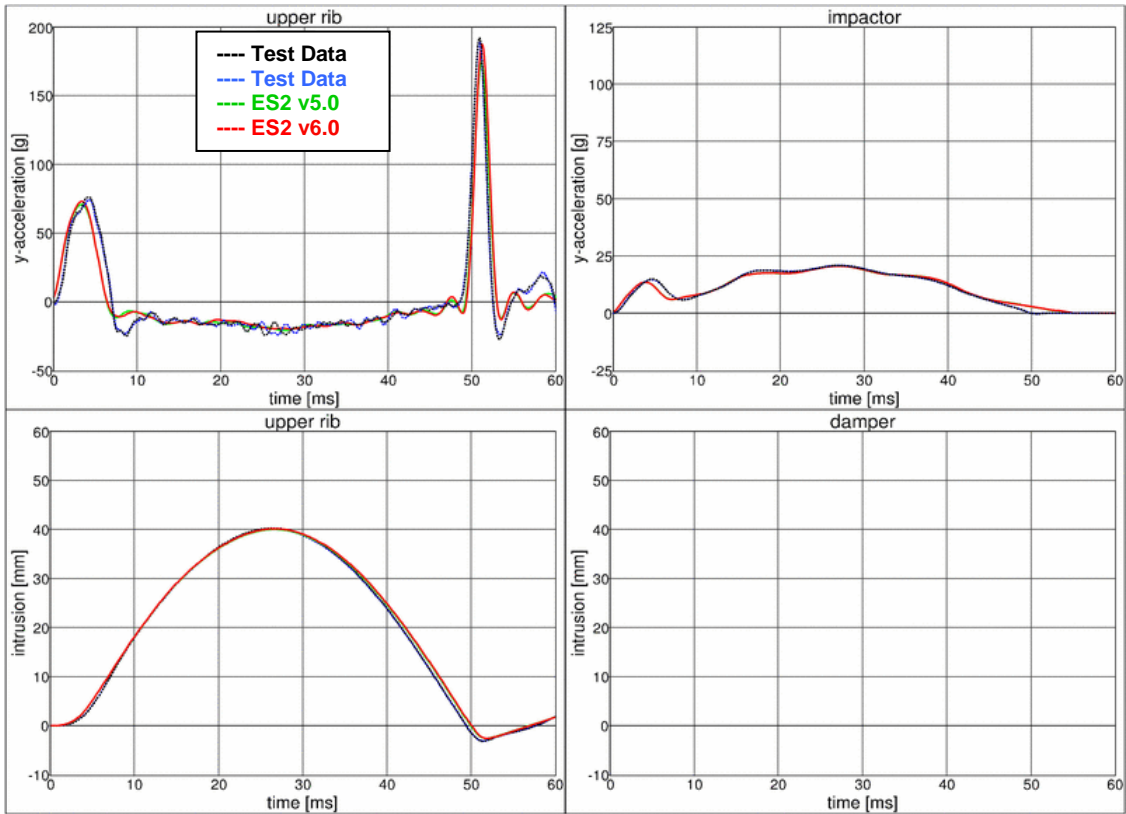 upper rib
200
150
100
50
0
-50
y-acceleration [g]
---- Test Data
---- Test Data
---- ES2 v5.0
---- ES2 v6.0
0 10 20 30 40 50 60
time [ms]
impactor
125
100
75
50
25
0
-25
y-acceleration [g]
0 10 20 30 40 50 60
time [ms]
upper rib
60
50
40
30
20
10
0
-10
intrusion [mm]
0 10 20 30 40 50 60
time [ms]
damper
60
50
40
30
20
10
0
-10
intrusion [mm]
0 10 20 30 40 50 60
time [ms]